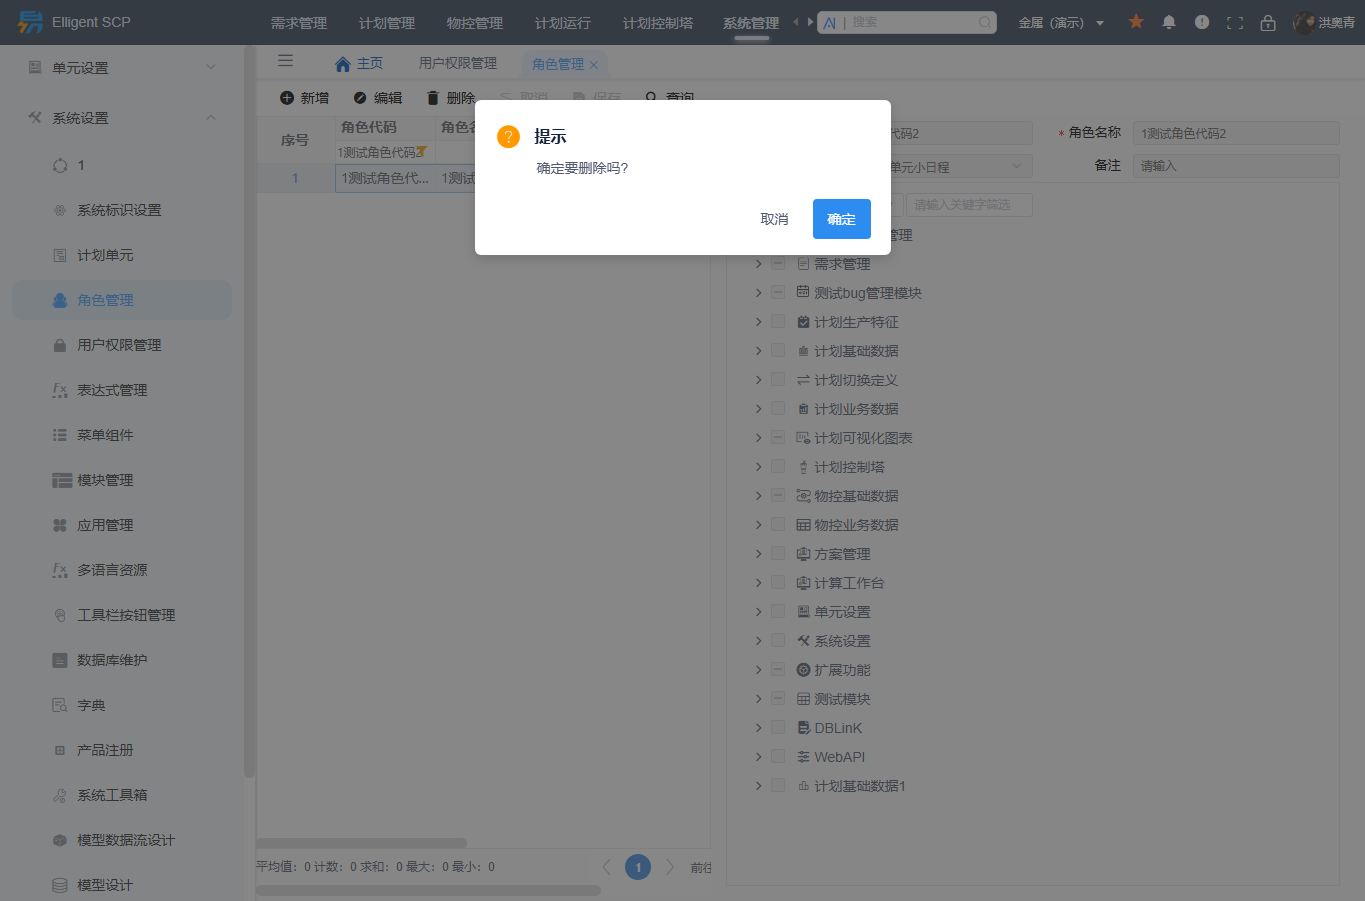 Elligent SCP
需求管理
计划管理
物控管理
计划运行
计划控制塔
系统管理
AI | 搜索
金属（演示）
洪奥青
单元设置
系统设置
1
系统标识设置
计划单元
角色管理
用户权限管理
表达式管理
菜单组件
模块管理
应用管理
多语言资源
工具栏按钮管理
数据库维护
字典
产品注册
系统工具箱
模型数据流设计
模型设计
主页
用户权限管理
角色管理
新增
编辑
删除
取消
保存
查询
序号
角色代码
角色名
1测试角色代码2
1
1测试角色代...
1测试
提示
确定要删除吗?
取消
确定
代码2
* 角色名称
1测试角色代码2
单元小日程
备注
请输入
请输入关键字筛选
管理
需求管理
测试bug管理模块
计划生产特征
计划基础数据
计划切换定义
计划业务数据
计划可视化图表
计划控制塔
物控基础数据
物控业务数据
方案管理
计算工作台
单元设置
系统设置
扩展功能
测试模块
DBLinK
WebAPI
计划基础数据1
平均值：0 计数：0 求和：0 最大：0 最小：0
1
前往